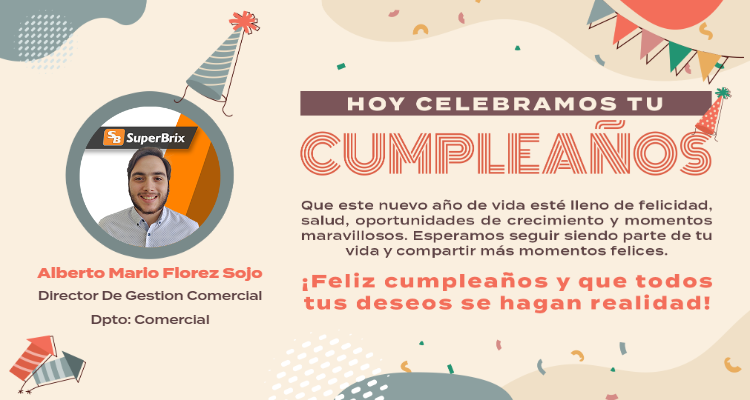 SB SuperBrix
Alberto Mario Florez Sojo
Director De Gestion Comercial
Dpto: Comercial
HOY CELEBRAMOS TU
CUMPLEAÑOS
Que este nuevo año de vida esté lleno de felicidad,
salud, oportunidades de crecimiento y momentos
maravillosos. Esperamos seguir siendo parte de tu
vida y compartir más momentos felices.
¡Feliz cumpleaños y que todos
tus deseos se hagan realidad!